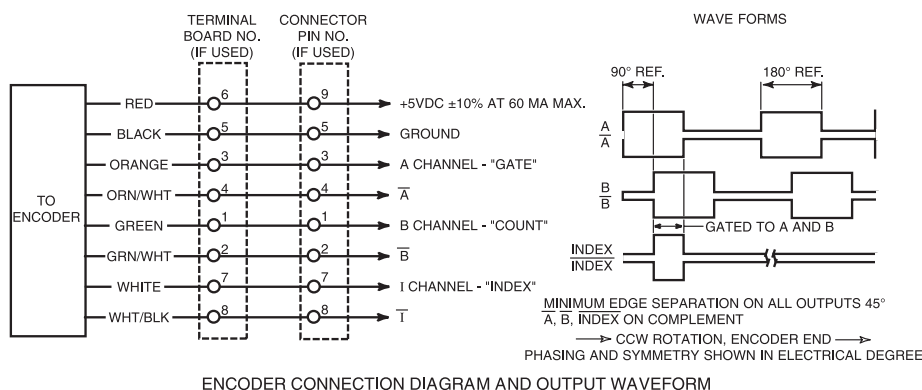 TERMINAL BOARD NO. (IF USED)
CONNECTOR PIN NO. (IF USED)
WAVE FORMS
TO ENCODER
RED 6 9 +5VDC ±10% AT 60 MA MAX.
BLACK 5 5 GROUND
ORANGE 3 3 A CHANNEL - "GATE"
ORN/WHT 4 4 A̅
GREEN 1 1 B CHANNEL - "COUNT"
GRN/WHT 2 2 B̅
WHITE 7 7 I CHANNEL - "INDEX"
WHT/BLK 8 8 I̅
90° REF. 180° REF.
A
A̅
B
B̅
GATED TO A AND B
INDEX
I̅N̅D̅E̅X̅
MINIMUM EDGE SEPARATION ON ALL OUTPUTS 45°
A̅, B̅, I̅N̅D̅E̅X̅ ON COMPLEMENT
CCW ROTATION, ENCODER END
PHASING AND SYMMETRY SHOWN IN ELECTRICAL DEGREE
ENCODER CONNECTION DIAGRAM AND OUTPUT WAVEFORM